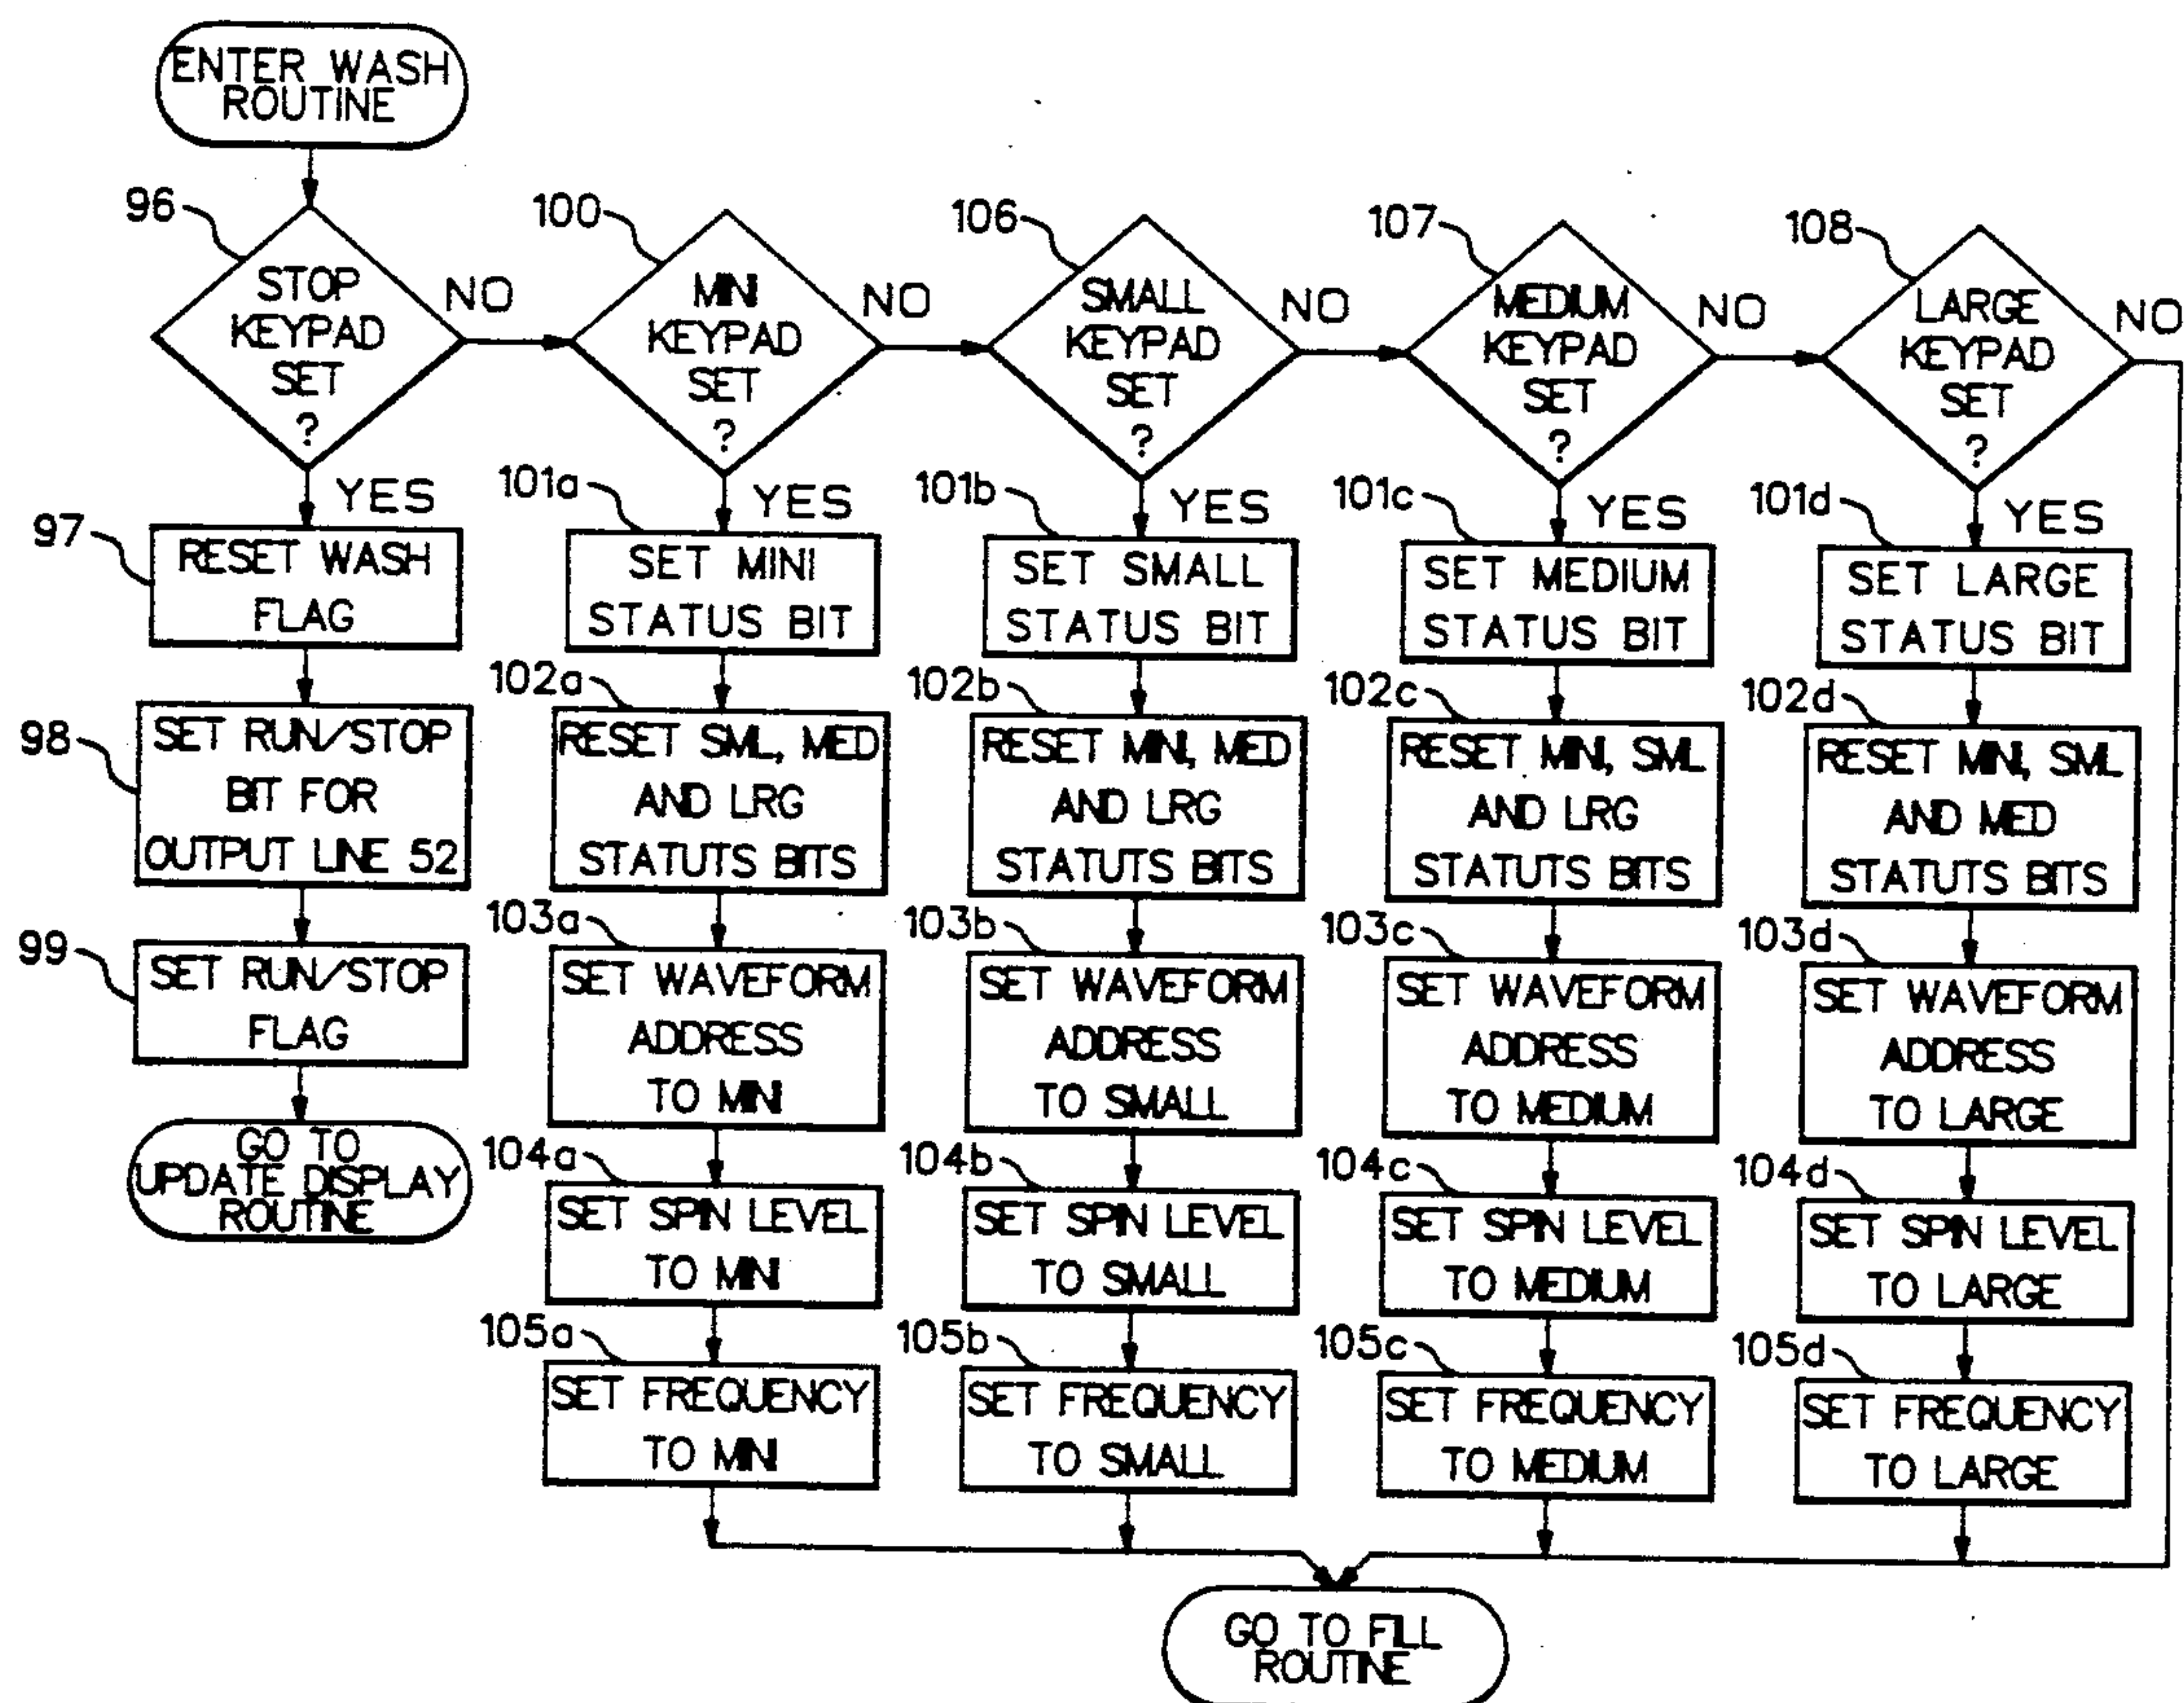 ENTER WASH
ROUTINE
96
STOP
KEYPAD
SET
?
NO
YES
97
RESET WASH
FLAG
98
SET RUN/STOP
BIT FOR
OUTPUT LINE 52
99
SET RUN/STOP
FLAG
GO TO
UPDATE DISPLAY
ROUTINE
100
MINI
KEYPAD
SET
?
NO
YES
101a
SET MINI
STATUS BIT
102a
RESET SML, MED
AND LRG
STATUTS BITS
103a
SET WAVEFORM
ADDRESS
TO MINI
104a
SET SPIN LEVEL
TO MINI
105a
SET FREQUENCY
TO MINI
106
SMALL
KEYPAD
SET
?
NO
YES
101b
SET SMALL
STATUS BIT
102b
RESET MINI, MED
AND LRG
STATUTS BITS
103b
SET WAVEFORM
ADDRESS
TO SMALL
104b
SET SPIN LEVEL
TO SMALL
105b
SET FREQUENCY
TO SMALL
107
MEDIUM
KEYPAD
SET
?
NO
YES
101c
SET MEDIUM
STATUS BIT
102c
RESET MINI, SML
AND LRG
STATUTS BITS
103c
SET WAVEFORM
ADDRESS
TO MEDIUM
104c
SET SPIN LEVEL
TO MEDIUM
105c
SET FREQUENCY
TO MEDIUM
108
LARGE
KEYPAD
SET
?
NO
YES
101d
SET LARGE
STATUS BIT
102d
RESET MINI, SML
AND MED
STATUTS BITS
103d
SET WAVEFORM
ADDRESS
TO LARGE
104d
SET SPIN LEVEL
TO LARGE
105d
SET FREQUENCY
TO LARGE
GO TO FILL
ROUTINE